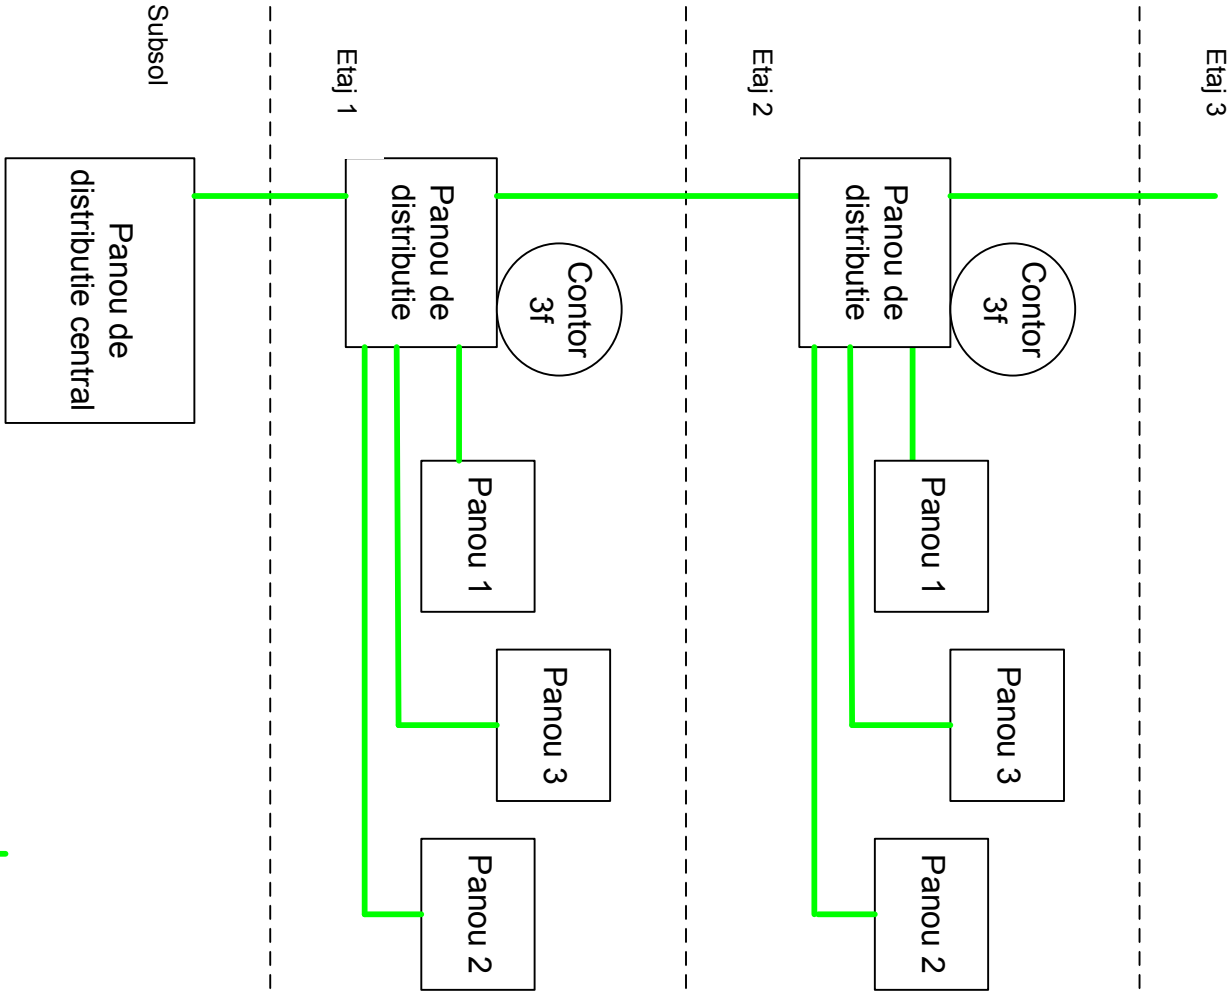 Etaj 3
Contor
3f
Panou 3
Panou de
distributie
Panou 1
Panou 2
Etaj 2
Contor
3f
Panou 3
Panou de
distributie
Panou 1
Panou 2
Etaj 1
Subsol
Panou de
distributie central